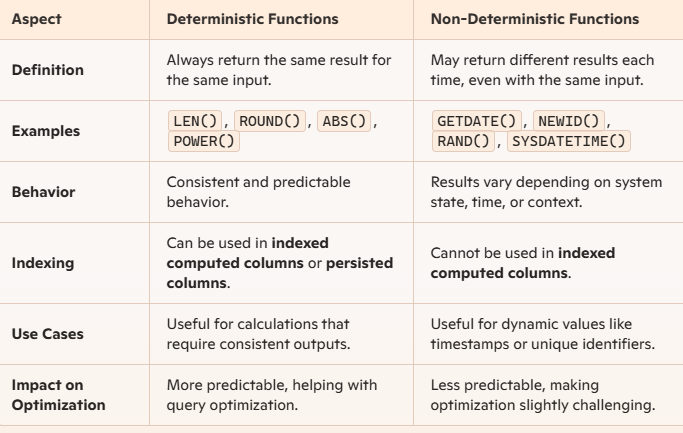 Aspect
Deterministic Functions
Non-Deterministic Functions
Definition
Always return the same result for
the same input.
May return different results each
time, even with the same input.
Examples
LEN() , ROUND() , ABS() ,
POWER()
GETDATE() , NEWID() ,
RAND() , SYSDATETIME()
Behavior
Consistent and predictable
behavior.
Results vary depending on system
state, time, or context.
Indexing
Can be used in indexed
computed columns or persisted
columns.
Cannot be used in indexed
computed columns.
Use Cases
Useful for calculations that
require consistent outputs.
Useful for dynamic values like
timestamps or unique identifiers.
Impact on
Optimization
More predictable, helping with
query optimization.
Less predictable, making
optimization slightly challenging.